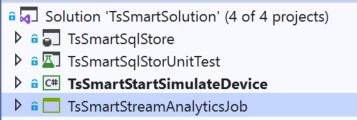 Solution 'TsSmartSolution' (4 of 4 projects)
TsSmartSqlStore
TsSmartSqlStorUnitTest
C# TsSmartStartSimulateDevice
TsSmartStreamAnalyticsJob